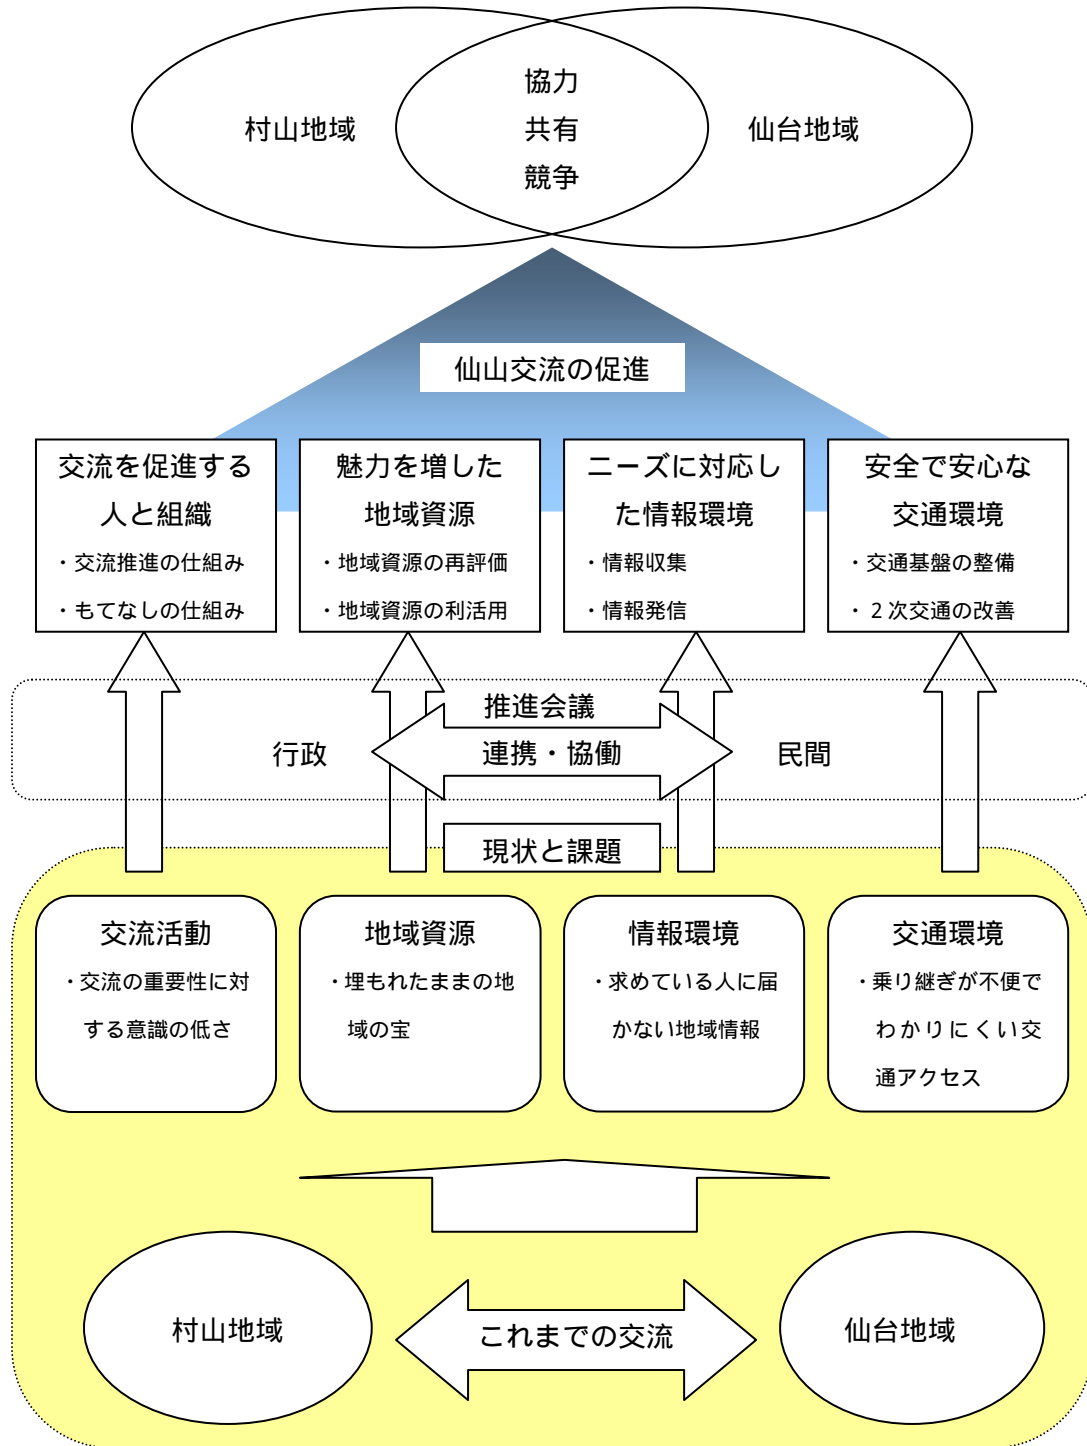 村山地域
協力
共有
競争
仙台地域
仙山交流の促進
交流を促進する
人と組織
・交流推進の仕組み
・もてなしの仕組み
魅力を増した
地域資源
・地域資源の再評価
・地域資源の利活用
ニーズに対応し
た情報環境
・情報収集
・情報発信
安全で安心な
交通環境
・交通基盤の整備
・２次交通の改善
推進会議
行政
連携・協働
民間
現状と課題
交流活動
・交流の重要性に対
する意識の低さ
地域資源
・埋もれたままの地
域の宝
情報環境
・求めている人に届
かない地域情報
交通環境
・乗り継ぎが不便で
わかりにくい交
通アクセス
村山地域
これまでの交流
仙台地域